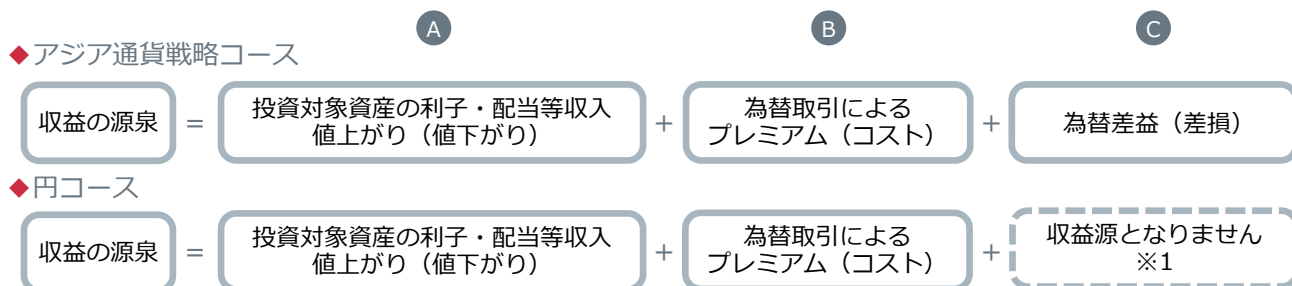 A B C
◆アジア通貨戦略コース
収益の源泉 = 投資対象資産の利子・配当等収入 + 為替取引による + 為替差益（差損）
値上がり（値下がり） プレミアム（コスト）
◆円コース
収益の源泉 = 投資対象資産の利子・配当等収入 + 為替取引による + 収益源となりません
値上がり（値下がり） プレミアム（コスト） ※1